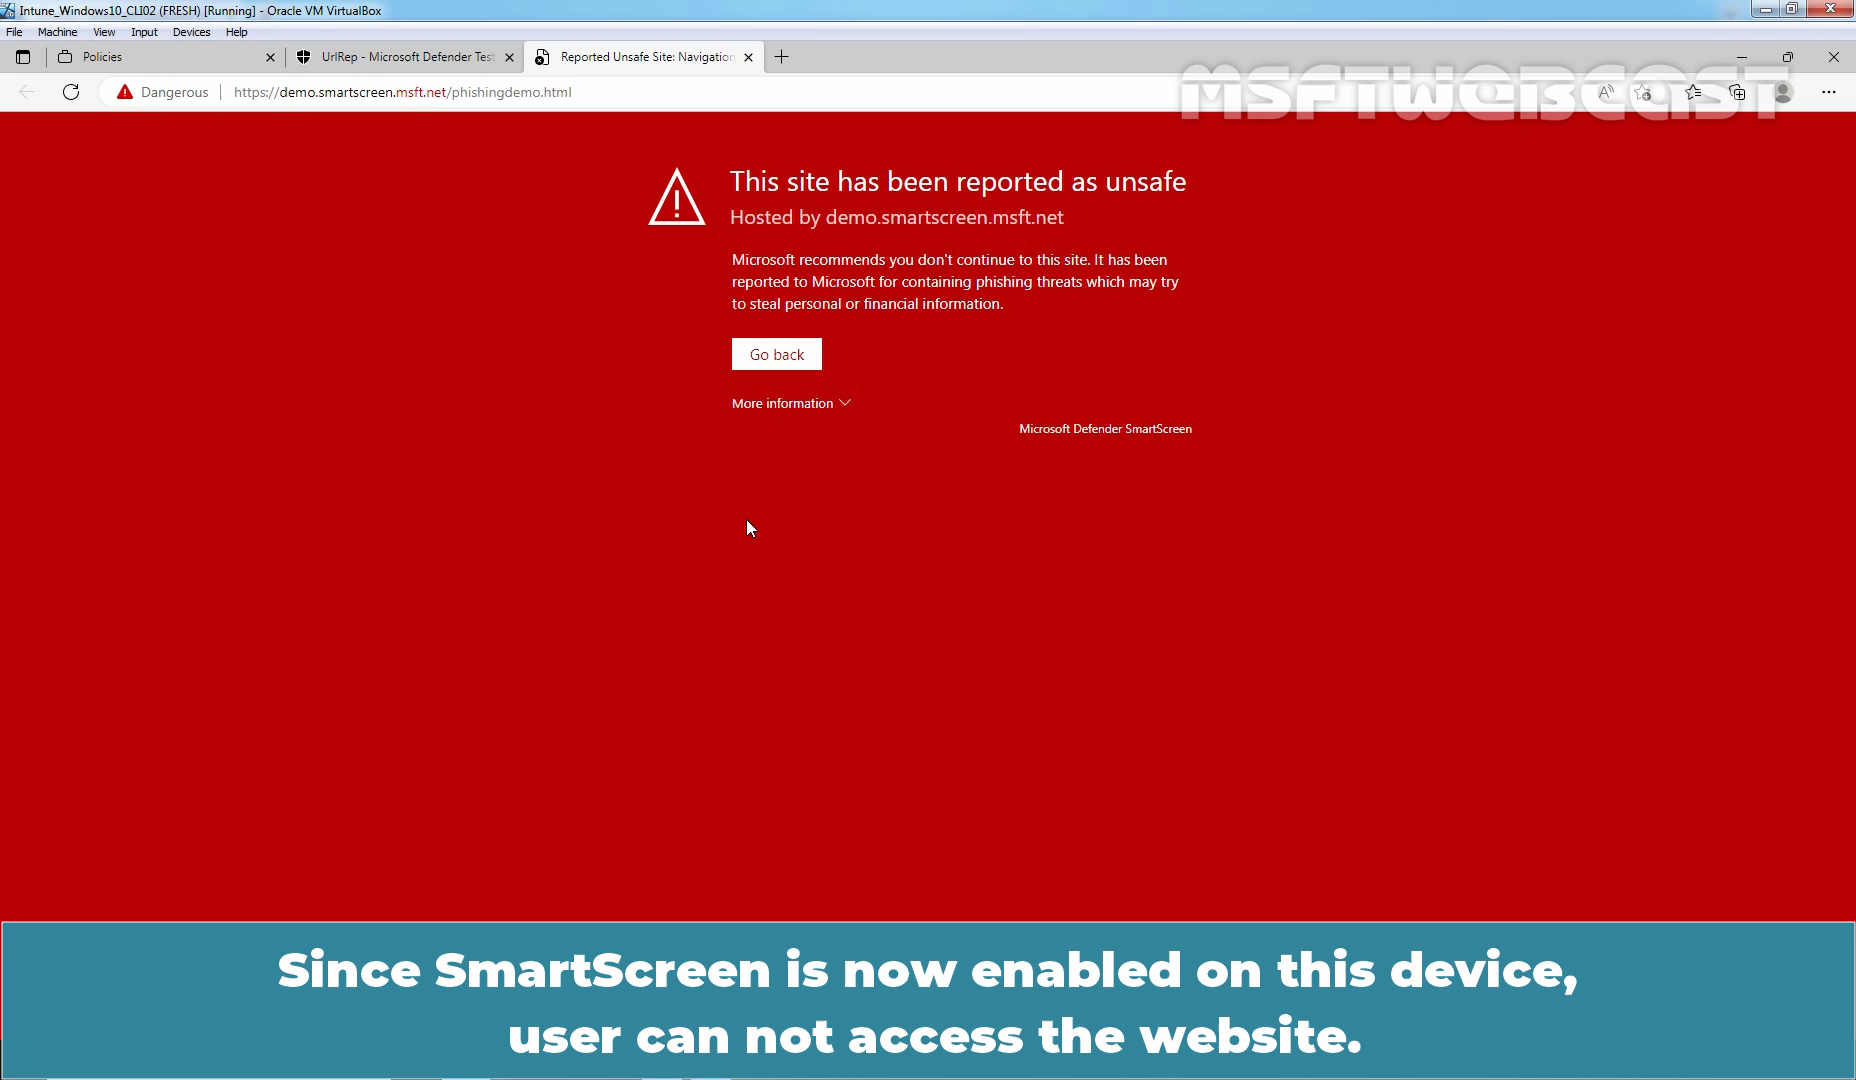 Intune_Windows10_CLI02 (FRESH) [Running] - Oracle VM VirtualBox
File Machine View Input Devices Help
Policies
UrlRep - Microsoft Defender Test
Reported Unsafe Site: Navigation
Dangerous
https://demo.smartscreen.msft.net/phishingdemo.html
MSFTWEBCAST
This site has been reported as unsafe
Hosted by demo.smartscreen.msft.net
Microsoft recommends you don't continue to this site. It has been
reported to Microsoft for containing phishing threats which may try
to steal personal or financial information.
Go back
More information
Microsoft Defender SmartScreen
Since SmartScreen is now enabled on this device,
user can not access the website.